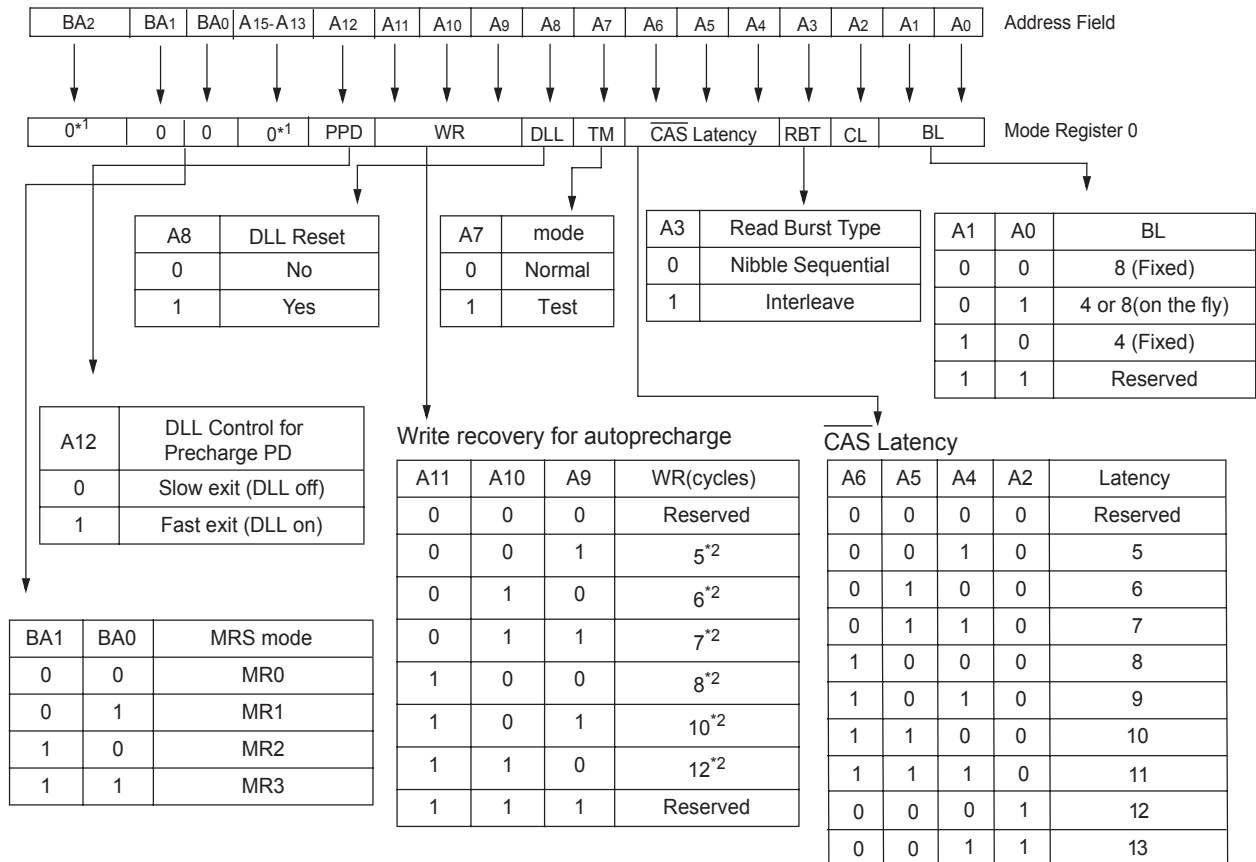 BA2 BA1 BA0 A15-A13 A12 A11 A10 A9 A8 A7 A6 A5 A4 A3 A2 A1 A0 Address Field
0*1 0 0 0*1 PPD WR DLL TM CAS Latency RBT CL BL Mode Register 0
A8 DLL Reset
0 No
1 Yes
A7 mode
0 Normal
1 Test
A3 Read Burst Type
0 Nibble Sequential
1 Interleave
A1 A0 BL
0 0 8 (Fixed)
0 1 4 or 8(on the fly)
1 0 4 (Fixed)
1 1 Reserved
A12 DLL Control for
Precharge PD
0 Slow exit (DLL off)
1 Fast exit (DLL on)
BA1 BA0 MRS mode
0 0 MR0
0 1 MR1
1 0 MR2
1 1 MR3
Write recovery for autoprecharge
A11 A10 A9 WR(cycles)
0 0 0 Reserved
0 0 1 5*2
0 1 0 6*2
0 1 1 7*2
1 0 0 8*2
1 0 1 10*2
1 1 0 12*2
1 1 1 Reserved
CAS Latency
A6 A5 A4 A2 Latency
0 0 0 0 Reserved
0 0 1 0 5
0 1 0 0 6
0 1 1 0 7
1 0 0 0 8
1 0 1 0 9
1 1 0 0 10
1 1 1 0 11
0 0 0 1 12
0 0 1 1 13